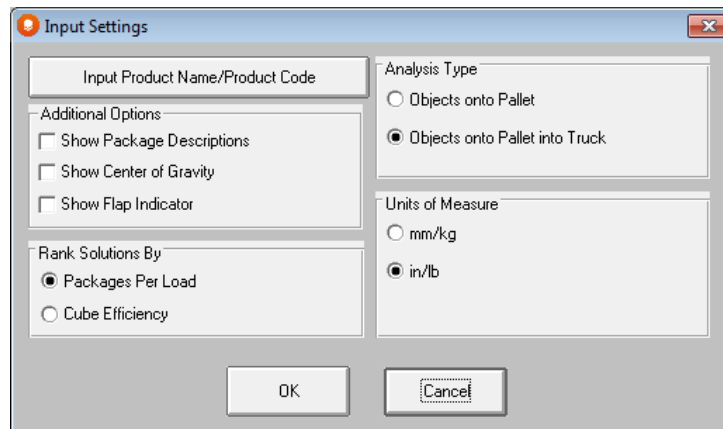 Input Settings
Input Product Name/Product Code
Additional Options
Show Package Descriptions
Show Center of Gravity
Show Flap Indicator
Rank Solutions By
Packages Per Load
Cube Efficiency
Analysis Type
Objects onto Pallet
Objects onto Pallet into Truck
Units of Measure
mm/kg
in/lb
OK
Cancel